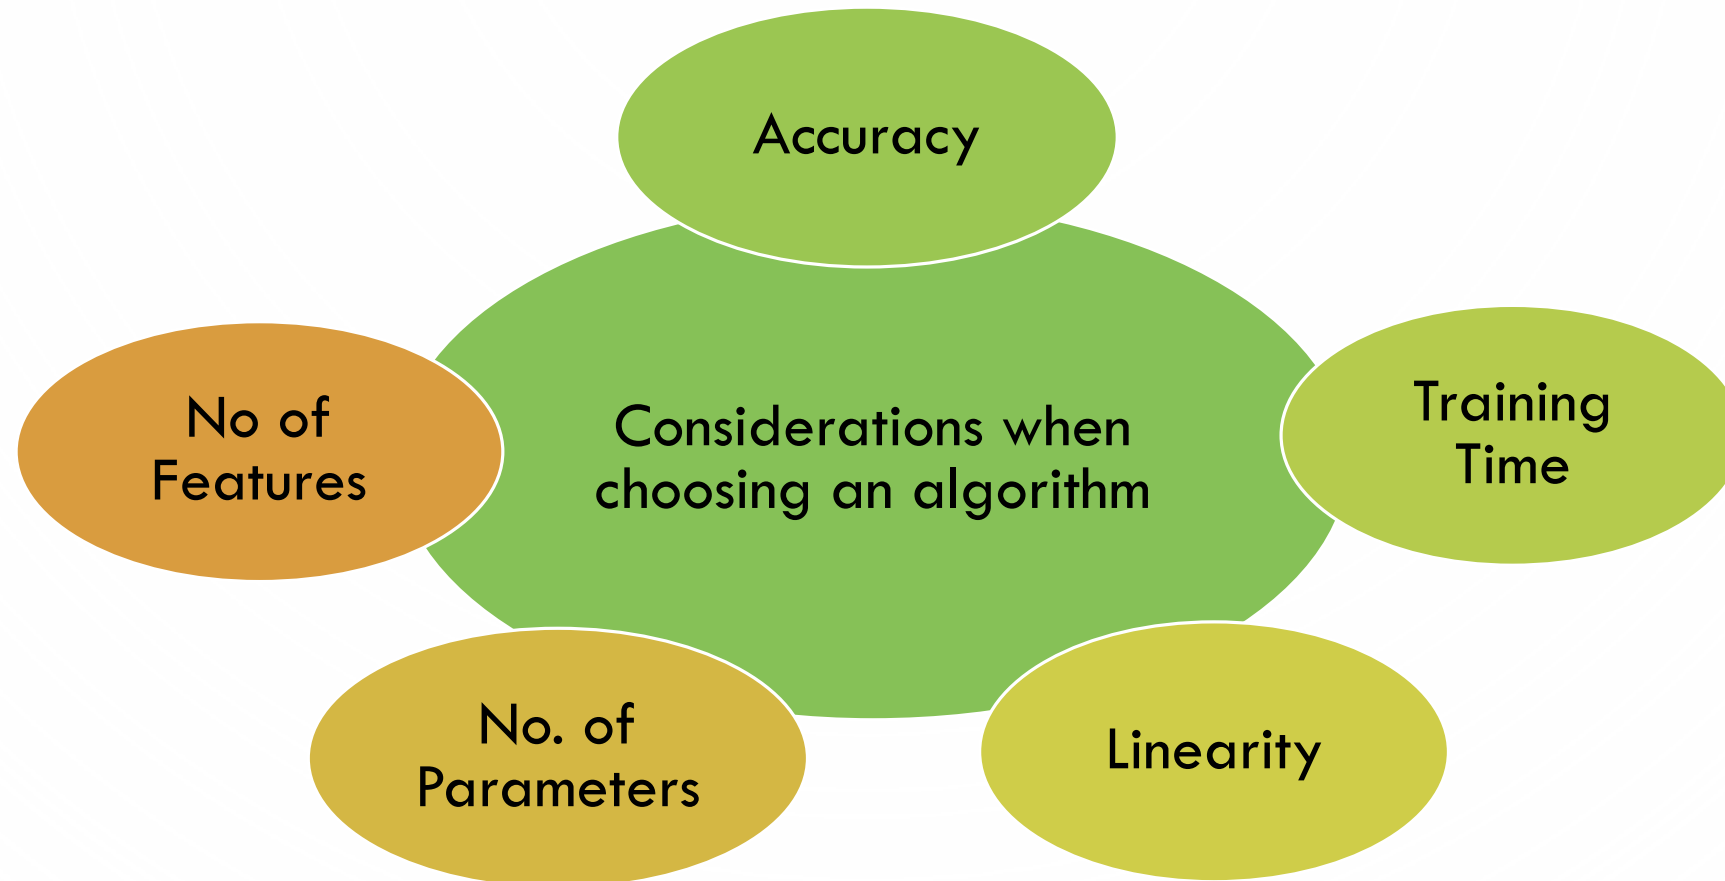 Accuracy
Considerations when
choosing an algorithm
Training
Time
Linearity
No. of
Parameters
No of
Features